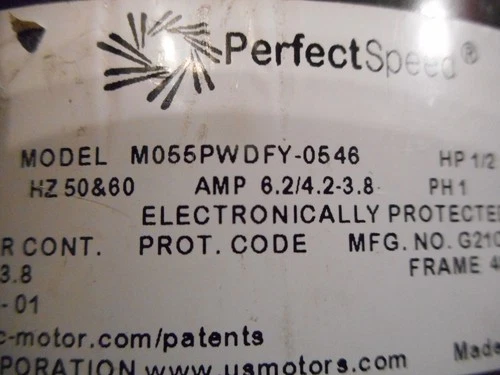 PerfectSpeed®
MODEL M055PWDFY-0546 HP 1/2
HZ 50&60 AMP 6.2/4.2-3.8 PH 1
ELECTRONICALLY PROTECTE
R CONT. PROT. CODE MFG. NO. G21C
3.8 FRAME 4
-01
c-motor.com/patents
PORATION www.usmotors.com Made